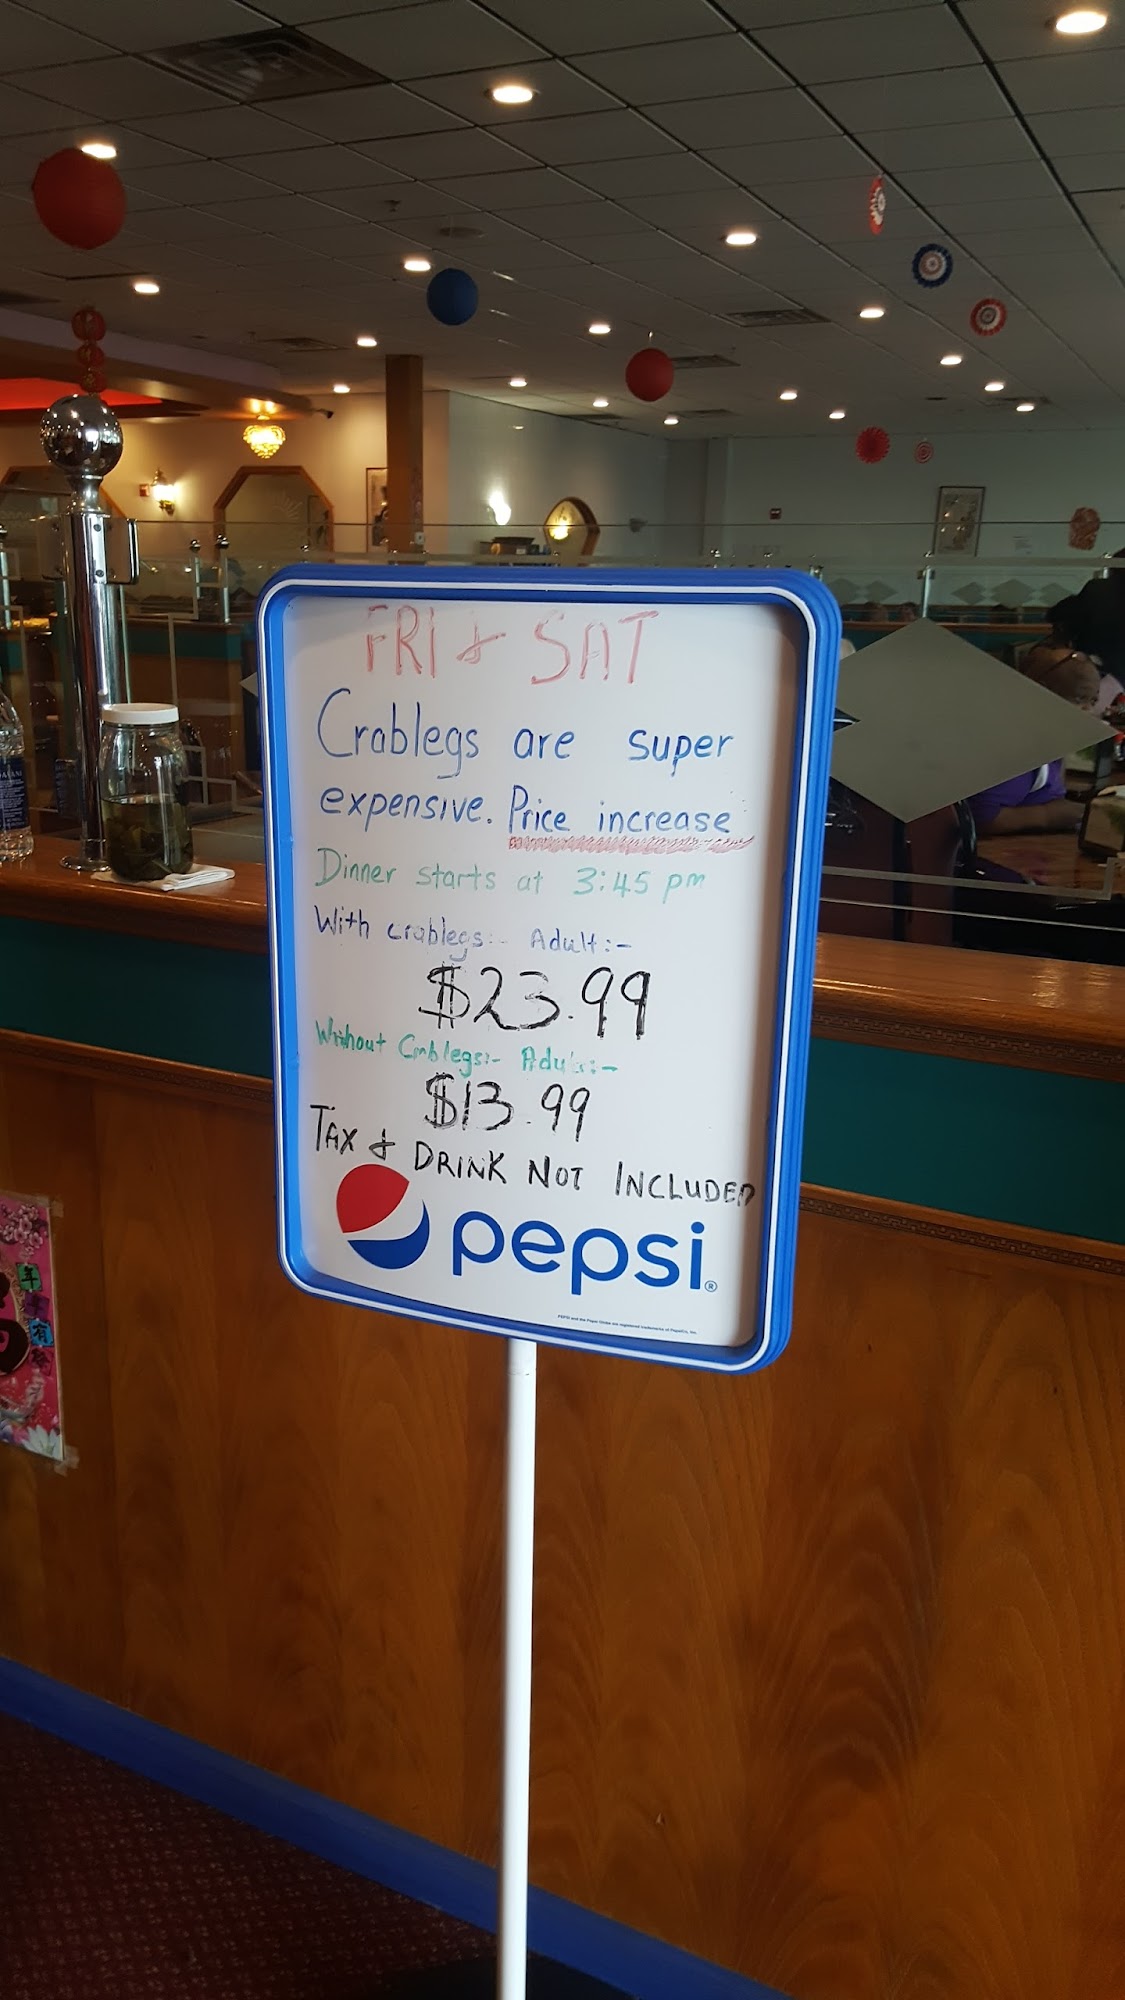 FRI & SAT
Crablegs are super
expensive. Price increase
Dinner starts at 3:45 pm
With crablegs:- Adult:-
$23.99
Without Crablegs:- Adult:-
$13.99
TAX & DRINK NOT INCLUDED
pepsi®